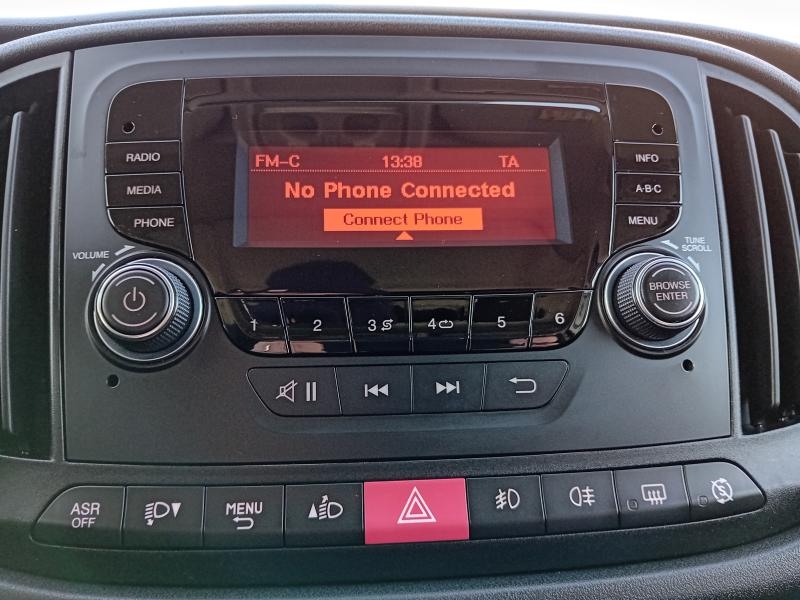 FM-C 13:38 TA
No Phone Connected
Connect Phone
RADIO
MEDIA
PHONE
VOLUME
INFO
A-B-C
MENU
TUNE
SCROLL
BROWSE
ENTER
1 2 3 4 5 6
ASR
OFF
MENU